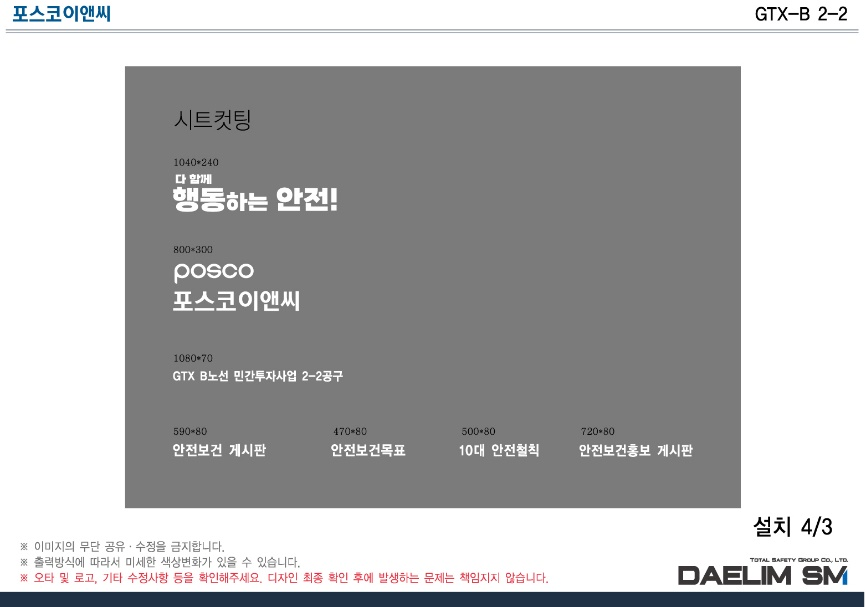 포스코이앤씨
GTX-B 2-2
시트컷팅
1040*240
다 함께
행동하는 안전!
800*300
posco
포스코이앤씨
1080*70
GTX B노선 민간투자사업 2-2공구
590*80 470*80 500*80 720*80
안전보건 게시판 안전보건목표 10대 안전철칙 안전보건홍보 게시판
설치 4/3
※ 이미지의 무단 공유·수정을 금지합니다.
※ 출력방식에 따라서 미세한 색상변화가 있을 수 있습니다.
※ 오타 및 로고, 기타 수정사항 등을 확인해주세요. 디자인 최종 확인 후에 발생하는 문제는 책임지지 않습니다.
TOTAL SAFETY GROUP CO., LTD.
DAELIM SM